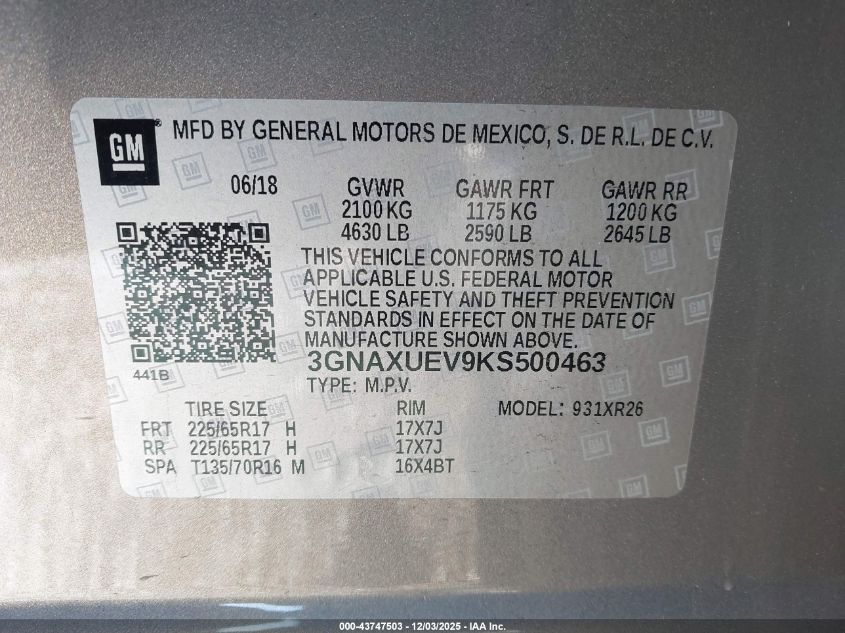 GM ® MFD BY GENERAL MOTORS DE MEXICO, S. DE R.L. DE C.V.
06/18 GVWR GAWR FRT GAWR RR
2100 KG 1175 KG 1200 KG
4630 LB 2590 LB 2645 LB
THIS VEHICLE CONFORMS TO ALL
APPLICABLE U.S. FEDERAL MOTOR
VEHICLE SAFETY AND THEFT PREVENTION
STANDARDS IN EFFECT ON THE DATE OF
MANUFACTURE SHOWN ABOVE.
3GNAXUEV9KS500463
441B
TYPE: M.P.V.
TIRE SIZE RIM MODEL: 931XR26
FRT 225/65R17 H 17X7J
RR 225/65R17 H 17X7J
SPA T135/70R16 M 16X4BT
000-43747503 - 12/03/2025 - IAA Inc.